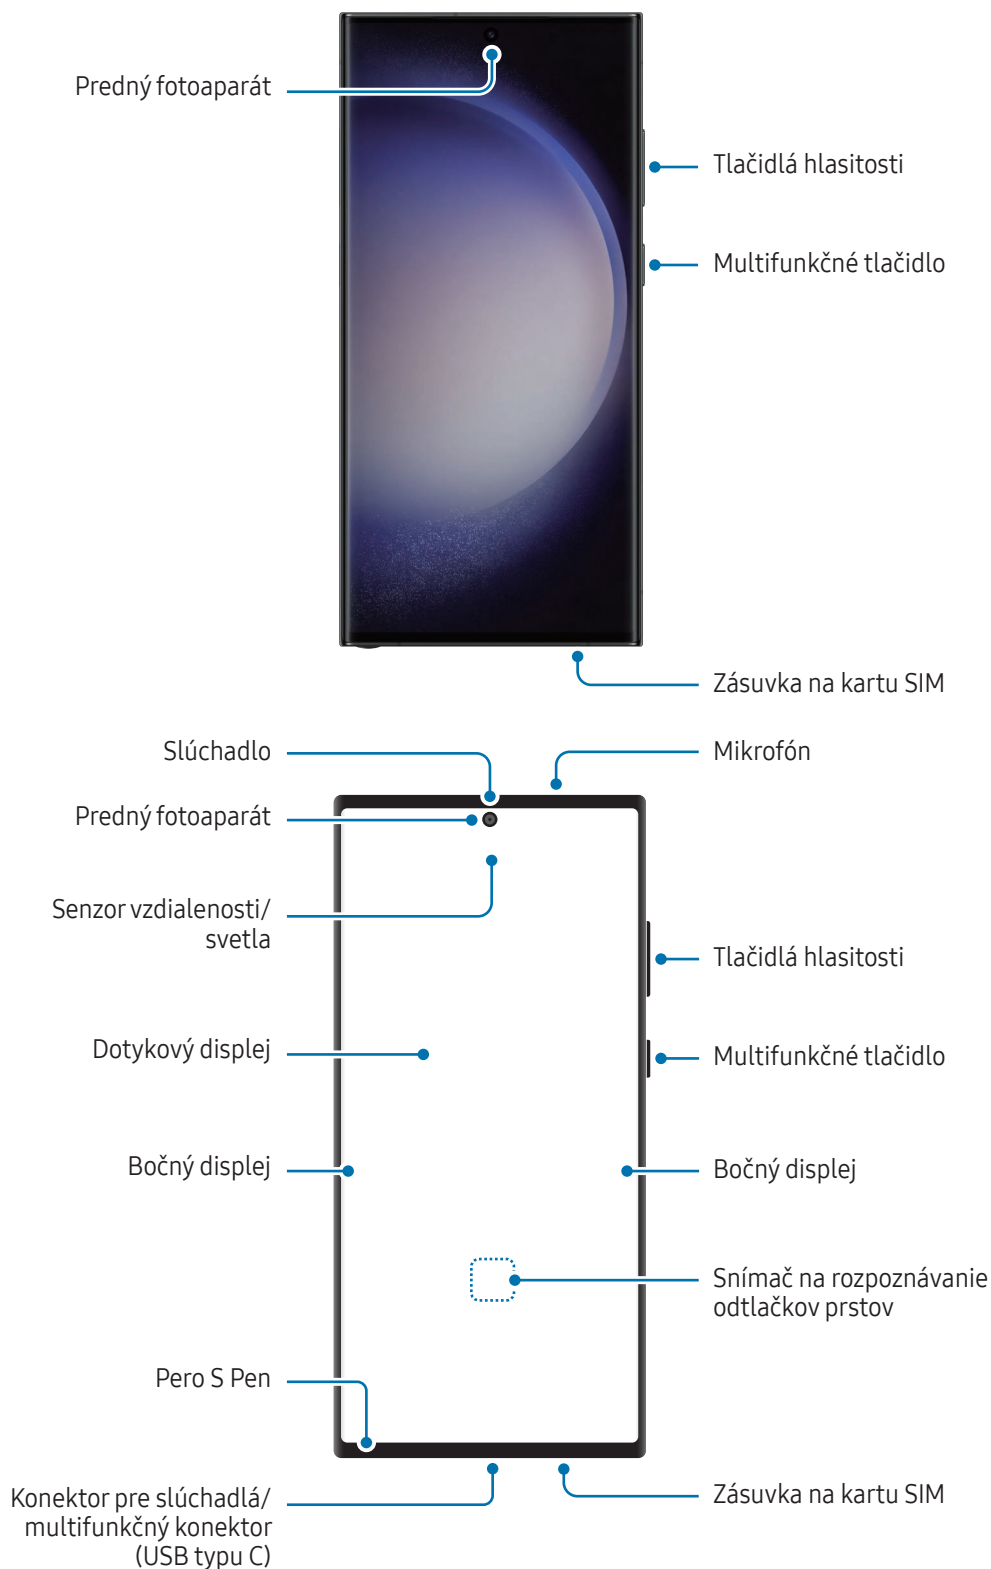 Predný fotoaparát
Tlačidlá hlasitosti
Multifunkčné tlačidlo
Zásuvka na kartu SIM
Slúchadlo
Mikrofón
Predný fotoaparát
Senzor vzdialenosti/
svetla
Tlačidlá hlasitosti
Dotykový displej
Multifunkčné tlačidlo
Bočný displej
Bočný displej
Snímač na rozpoznávanie
odtlačkov prstov
Pero S Pen
Konektor pre slúchadlá/
multifunkčný konektor
(USB typu C)
Zásuvka na kartu SIM